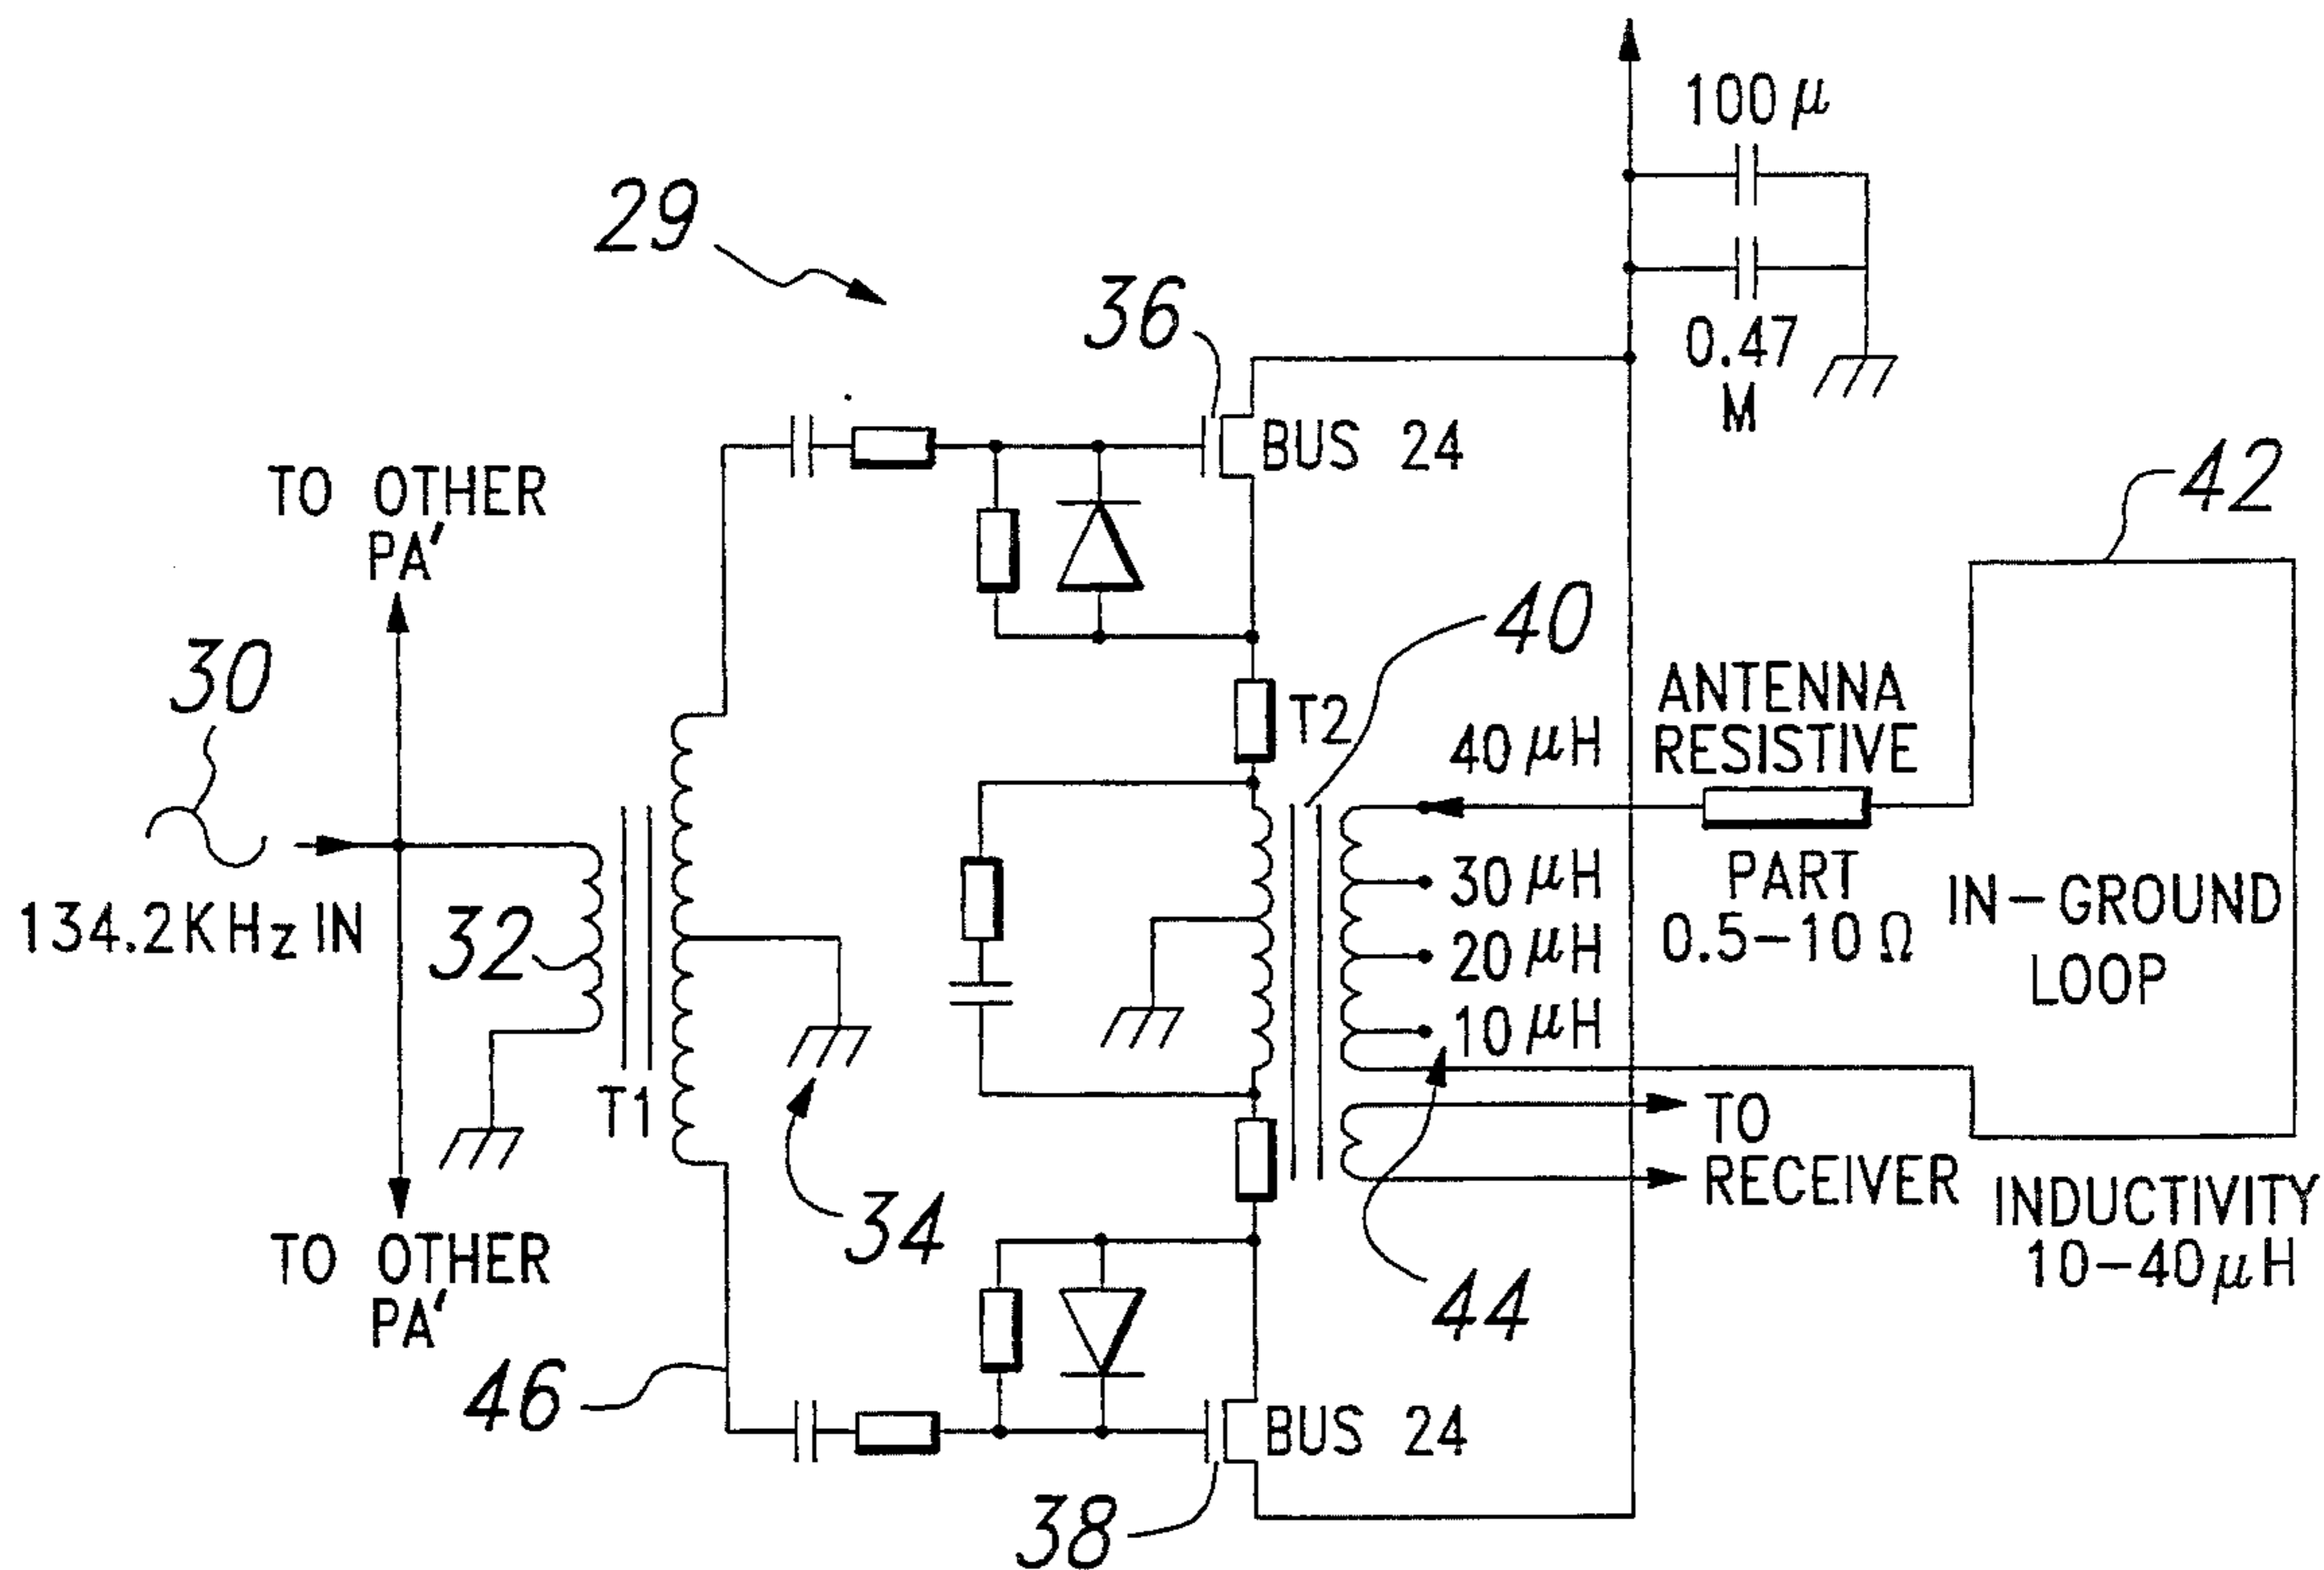 100μ
29
36
0.47
M
BUS 24
TO OTHER
PA'
42
30
40
ANTENNA
RESISTIVE
T2
40μH
134.2KHz IN
32
30μH
20μH
10μH
PART
0.5-10Ω
IN-GROUND
LOOP
T1
34
TO
RECEIVER
INDUCTIVITY
10-40μH
TO OTHER
PA'
44
46
BUS 24
38